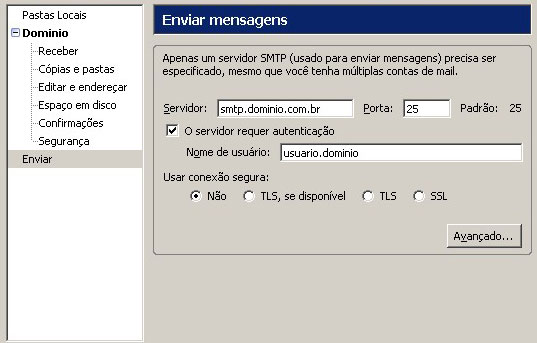 Pastas Locais
Dominio
Receber
Cópias e pastas
Editar e endereçar
Espaço em disco
Confirmações
Segurança
Enviar
Enviar mensagens
Apenas um servidor SMTP (usado para enviar mensagens) precisa ser
especificado, mesmo que você tenha múltiplas contas de mail.
Servidor: smtp.dominio.com.br Porta: 25 Padrão: 25
O servidor requer autenticação
Nome de usuário: usuario.dominio
Usar conexão segura:
Não TLS, se disponível TLS SSL
Avançado...